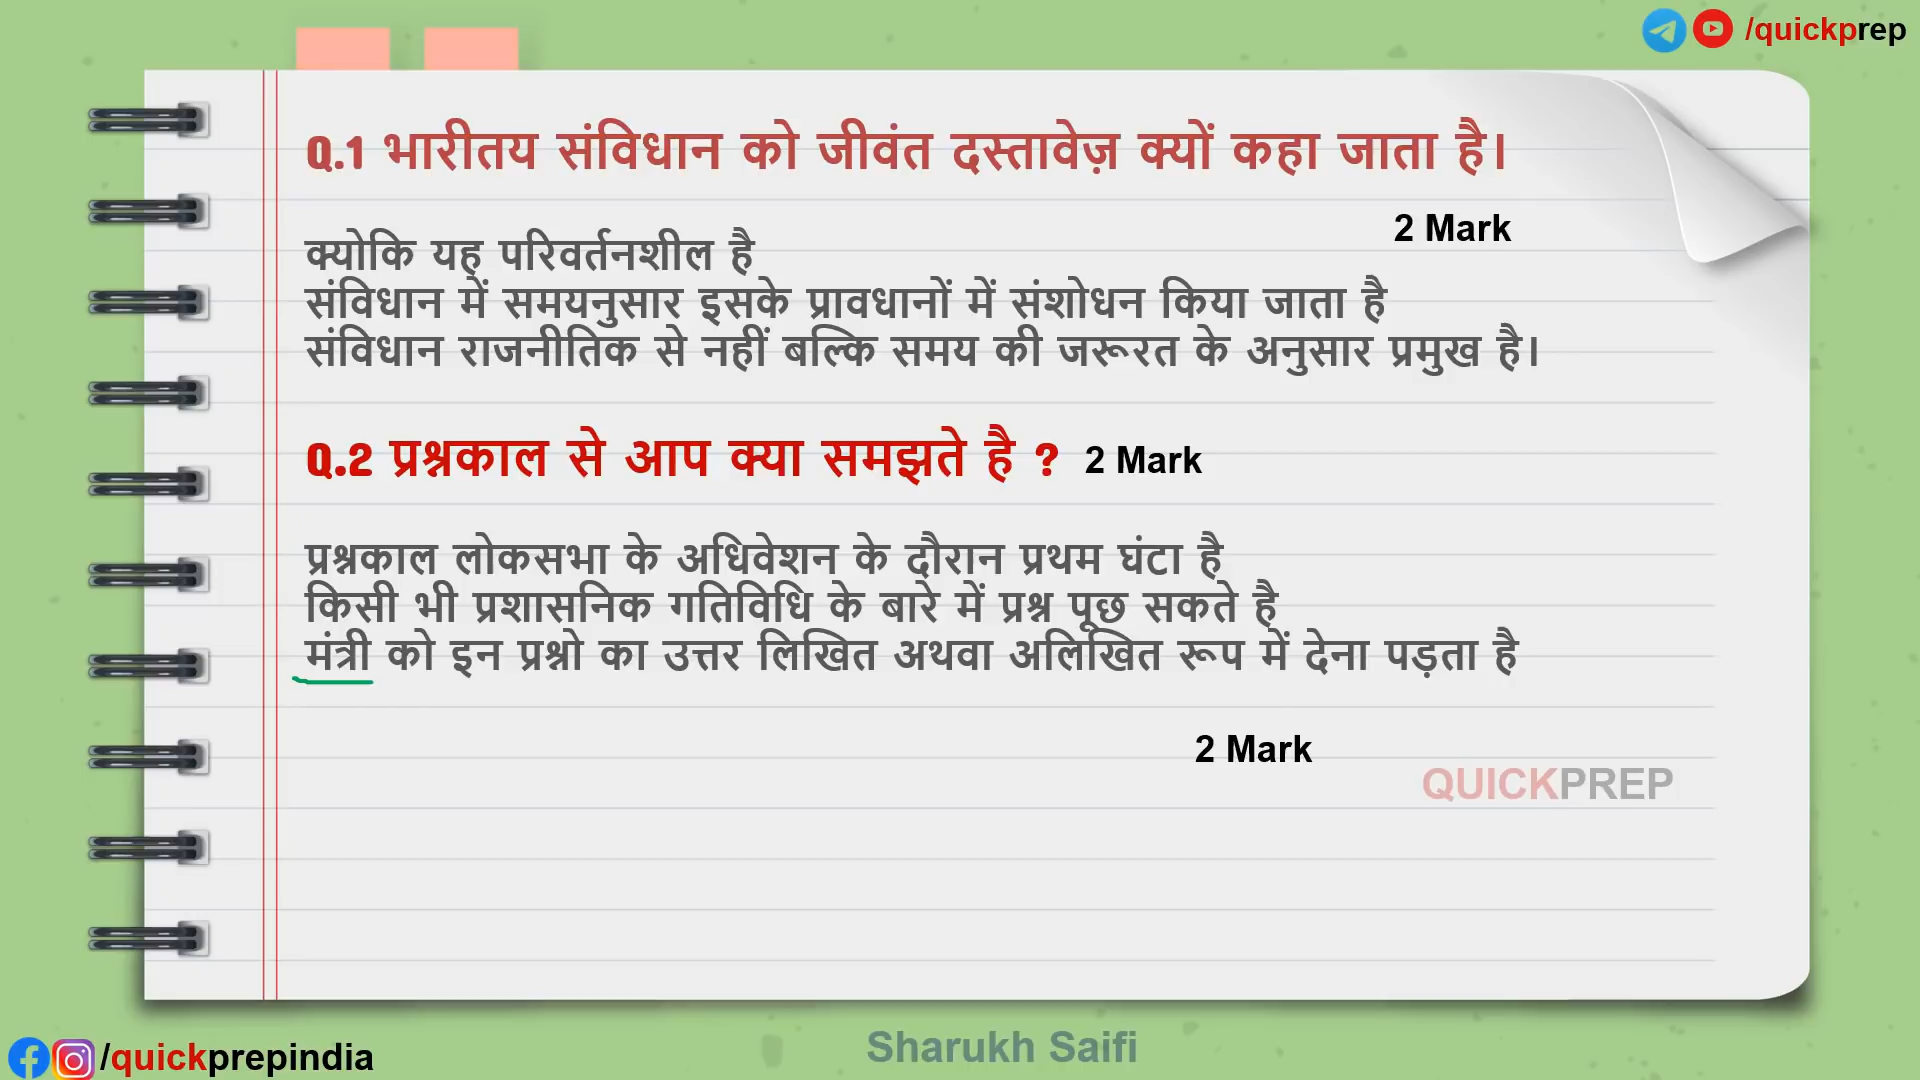 /quickprep
Q.1 भारीतय संविधान को जीवंत दस्तावेज़ क्यों कहा जाता है।
2 Mark
क्योकि यह परिवर्तनशील है
संविधान में समयनुसार इसके प्रावधानों में संशोधन किया जाता है
संविधान राजनीतिक से नहीं बल्कि समय की जरूरत के अनुसार प्रमुख है।
Q.2 प्रश्नकाल से आप क्या समझते है ? 2 Mark
प्रश्नकाल लोकसभा के अधिवेशन के दौरान प्रथम घंटा है
किसी भी प्रशासनिक गतिविधि के बारे में प्रश्न पूछ सकते है
मंत्री को इन प्रश्नो का उत्तर लिखित अथवा अलिखित रूप में देना पड़ता है
2 Mark
QUICKPREP
Sharukh Saifi
/quickprepindia